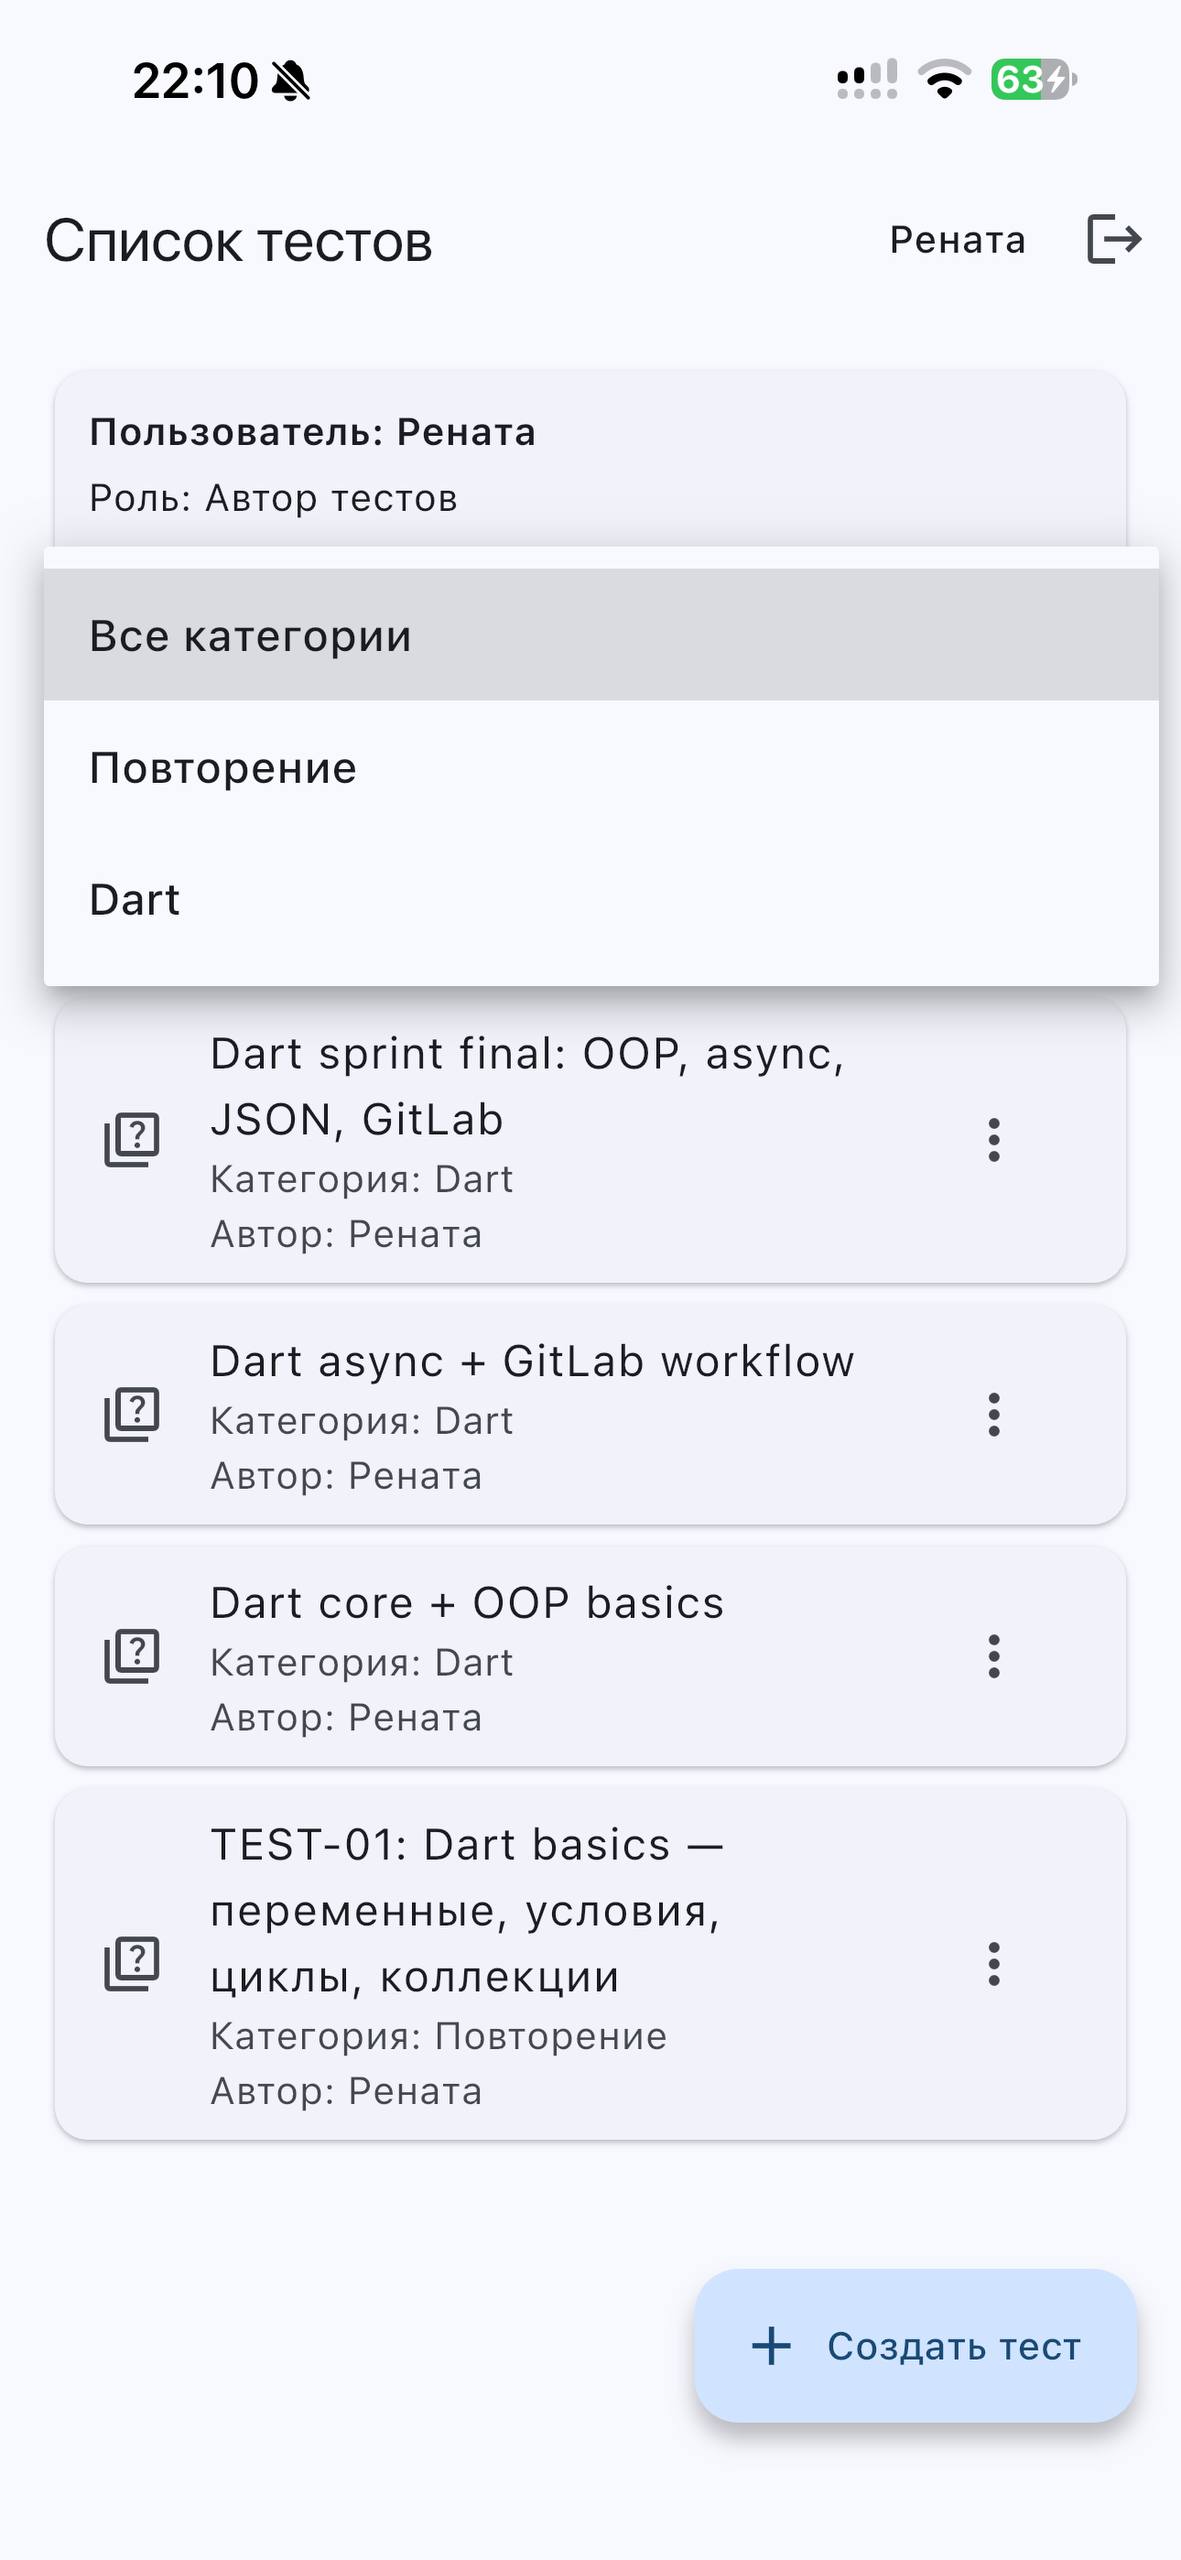 22:10
63
Список тестов
Рената
Пользователь: Рената
Роль: Автор тестов
Все категории
Повторение
Dart
Dart sprint final: OOP, async,
JSON, GitLab
Категория: Dart
Автор: Рената
Dart async + GitLab workflow
Категория: Dart
Автор: Рената
Dart core + OOP basics
Категория: Dart
Автор: Рената
TEST-01: Dart basics —
переменные, условия,
циклы, коллекции
Категория: Повторение
Автор: Рената
+ Создать тест